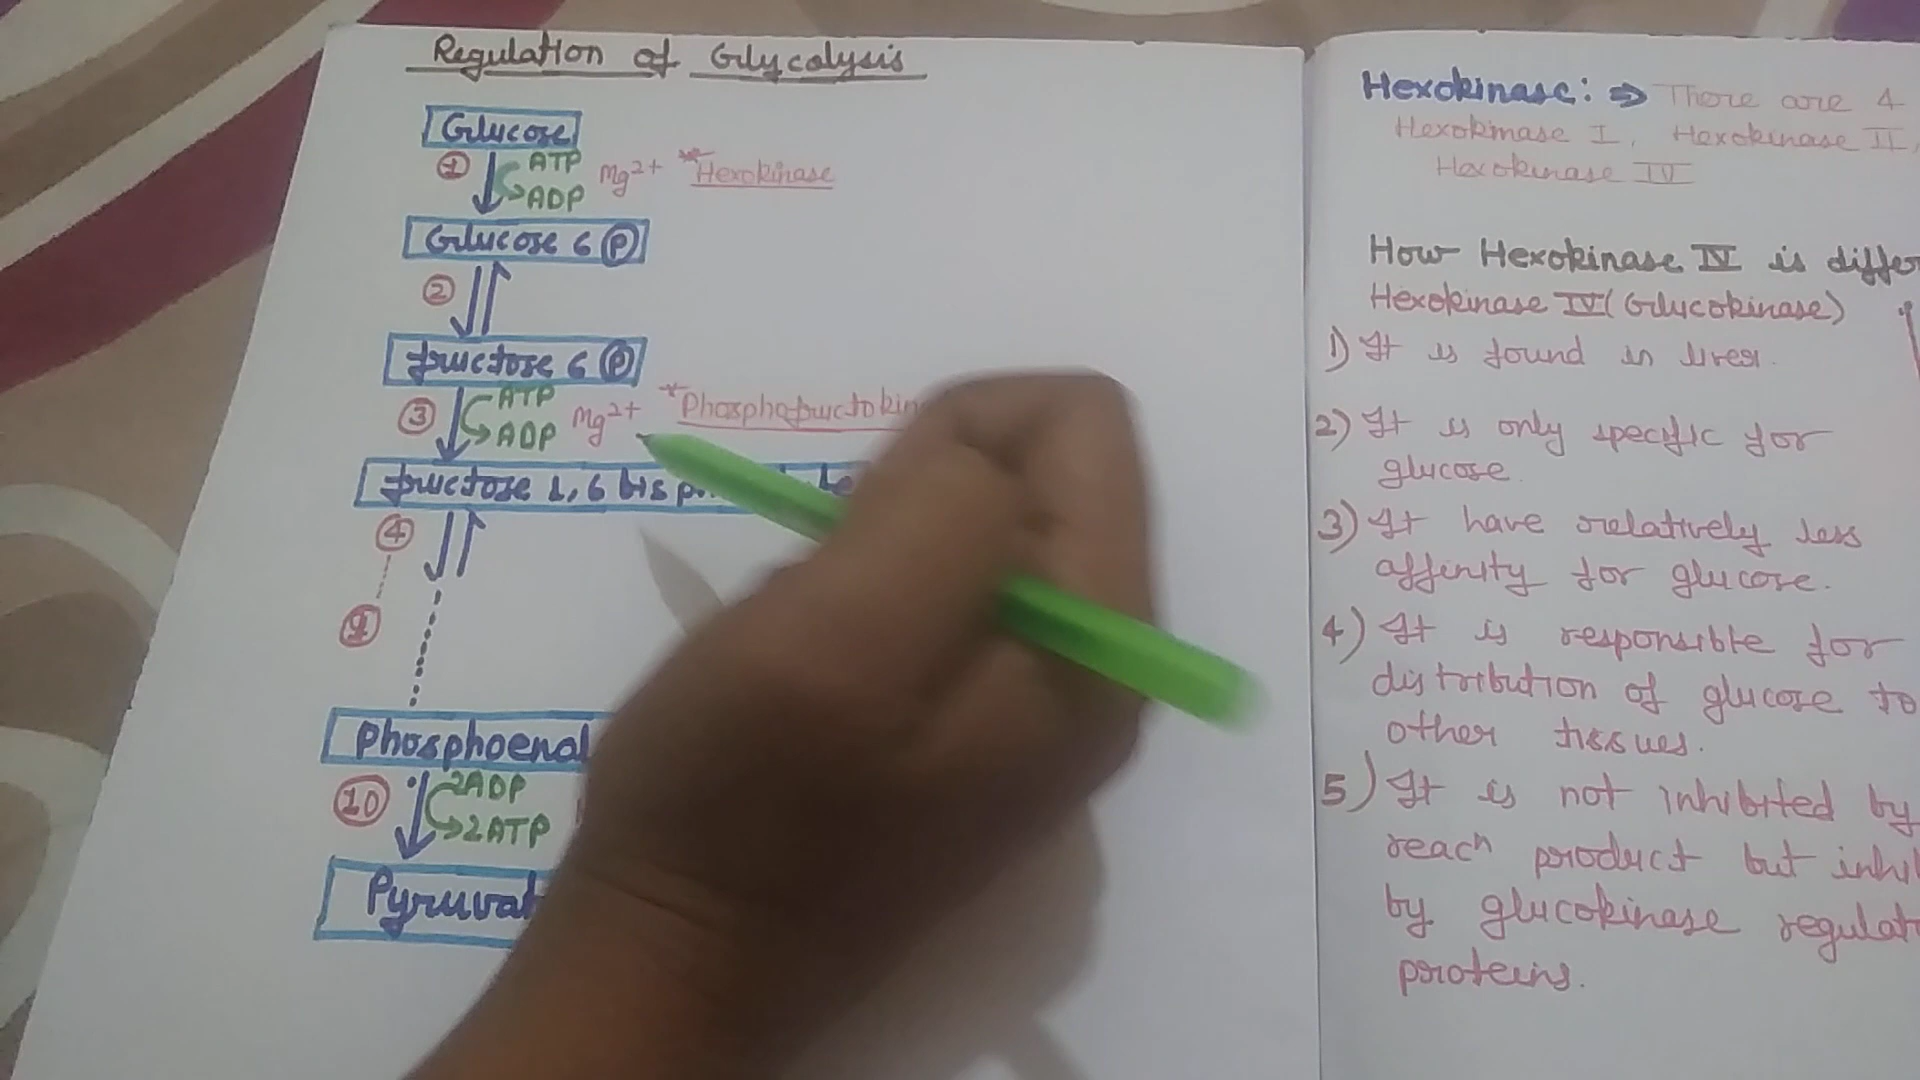 Regulation of Glycolysis
Glucose
1 ATP
Mg2+ *Hexokinase
ADP
Glucose 6 P
2
fructose 6 P
3 ATP
Mg2+ *Phosphofructokin
ADP
fructose 1,6 bis
4
9
Phosphoenol
10 2ADP
2ATP
Pyruvat
Hexokinase: ⇒ There are 4
Hexokinase I, Hexokinase II,
Hexokinase IV
How Hexokinase IV is differ
Hexokinase IV (Glucokinase)
1) It is found in liver.
2) It is only specific for
glucose
3) It have relatively less
affinity for glucose.
4) It is responsible for
distribution of glucose to
other tissues.
5) It is not inhibited by
reacn product but inhi
by glucokinase regulat
proteins.